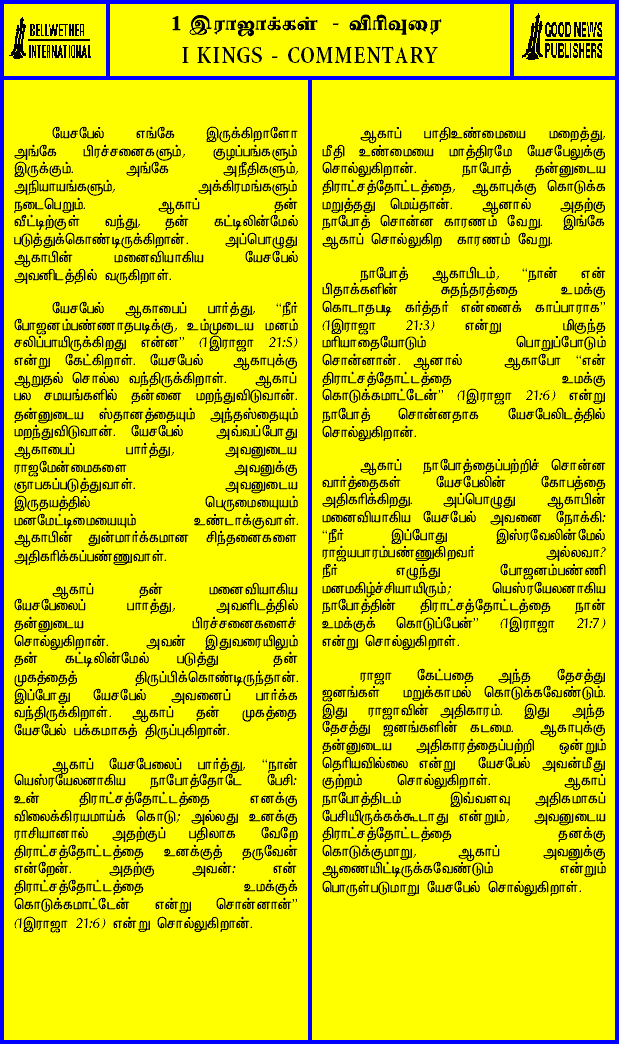 BELLWETHER
INTERNATIONAL
1 இராஜாக்கள் - விரிவுரை
I KINGS - COMMENTARY
GOOD NEWS
PUBLISHERS
யேசபேல் எங்கே இருக்கிறாளோ
அங்கே பிரச்சனைகளும், குழப்பங்களும்
இருக்கும். அங்கே அநீதிகளும்,
அநியாயங்களும், அக்கிரமங்களும்
நடைபெறும். ஆகாப் தன்
வீட்டிற்குள் வந்து, தன் கட்டிலின்மேல்
படுத்துக்கொண்டிருக்கிறான். அப்பொழுது
ஆகாபின் மனைவியாகிய யேசபேல்
அவனிடத்தில் வருகிறாள்.
யேசபேல் ஆகாபைப் பார்த்து, “நீர்
போஜனம்பண்ணாதபடிக்கு, உம்முடைய மனம்
சலிப்பாயிருக்கிறது என்ன” (1இராஜா 21:5)
என்று கேட்கிறாள். யேசபேல் ஆகாபுக்கு
ஆறுதல் சொல்ல வந்திருக்கிறாள். ஆகாப்
பல சமயங்களில் தன்னை மறந்துவிடுவான்.
தன்னுடைய ஸ்தானத்தையும் அந்தஸ்தையும்
மறந்துவிடுவான். யேசபேல் அவ்வப்போது
ஆகாபைப் பார்த்து, அவனுடைய
ராஜமேன்மைகளை அவனுக்கு
ஞாபகப்படுத்துவாள். அவனுடைய
இருதயத்தில் பெருமையையும்
மனமேட்டிமையையும் உண்டாக்குவாள்.
ஆகாபின் துன்மார்க்கமான சிந்தனைகளை
அதிகரிக்கப்பண்ணுவாள்.
ஆகாப் தன் மனைவியாகிய
யேசபேலைப் பார்த்து, அவளிடத்தில்
தன்னுடைய பிரச்சனைகளைச்
சொல்லுகிறான். அவன் இதுவரையிலும்
தன் கட்டிலின்மேல் படுத்து தன்
முகத்தைத் திருப்பிக்கொண்டிருந்தான்.
இப்போது யேசபேல் அவனைப் பார்க்க
வந்திருக்கிறாள். ஆகாப் தன் முகத்தை
யேசபேல் பக்கமாகத் திருப்புகிறான்.
ஆகாப் யேசபேலைப் பார்த்து, “நான்
யெஸ்ரயேலனாகிய நாபோத்தோடே பேசி:
உன் திராட்சத்தோட்டத்தை எனக்கு
விலைக்கிரயமாய்க் கொடு; அல்லது உனக்கு
ராசியானால் அதற்குப் பதிலாக வேறே
திராட்சத்தோட்டத்தை உனக்குத் தருவேன்
என்றேன். அதற்கு அவன்: என்
திராட்சத்தோட்டத்தை உமக்குக்
கொடுக்கமாட்டேன் என்று சொன்னான்”
(1இராஜா 21:6) என்று சொல்லுகிறான்.
ஆகாப் பாதிஉண்மையை மறைத்து,
மீதி உண்மையை மாத்திரமே யேசபேலுக்கு
சொல்லுகிறான். நாபோத் தன்னுடைய
திராட்சத்தோட்டத்தை, ஆகாபுக்கு கொடுக்க
மறுத்தது மெய்தான். ஆனால் அதற்கு
நாபோத் சொன்ன காரணம் வேறு. இங்கே
ஆகாப் சொல்லுகிற காரணம் வேறு.
நாபோத் ஆகாபிடம், “நான் என்
பிதாக்களின் சுதந்தரத்தை உமக்கு
கொடாதபடி கர்த்தர் என்னைக் காப்பாராக”
(1இராஜா 21:3) என்று மிகுந்த
மரியாதையோடும் பொறுப்போடும்
சொன்னான். ஆனால் ஆகாபோ “என்
திராட்சத்தோட்டத்தை உமக்கு
கொடுக்கமாட்டேன்” (1இராஜா 21:6) என்று
நாபோத் சொன்னதாக யேசபேலிடத்தில்
சொல்லுகிறான்.
ஆகாப் நாபோத்தைப்பற்றிச் சொன்ன
வார்த்தைகள் யேசபேலின் கோபத்தை
அதிகரிக்கிறது. அப்பொழுது ஆகாபின்
மனைவியாகிய யேசபேல் அவனை நோக்கி:
“நீர் இப்போது இஸ்ரவேலின்மேல்
ராஜ்யபாரம்பண்ணுகிறவர் அல்லவா?
நீர் எழுந்து போஜனம்பண்ணி
மனமகிழ்ச்சியாயிரும்; யெஸ்ரயேலனாகிய
நாபோத்தின் திராட்சத்தோட்டத்தை நான்
உமக்குக் கொடுப்பேன்” (1இராஜா 21:7)
என்று சொல்லுகிறாள்.
ராஜா கேட்பதை அந்த தேசத்து
ஜனங்கள் மறுக்காமல் கொடுக்கவேண்டும்.
இது ராஜாவின் அதிகாரம். இது அந்த
தேசத்து ஜனங்களின் கடமை. ஆகாபுக்கு
தன்னுடைய அதிகாரத்தைப்பற்றி ஒன்றும்
தெரியவில்லை என்று யேசபேல் அவன்மீது
குற்றம் சொல்லுகிறாள். ஆகாப்
நாபோத்திடம் இவ்வளவு அதிகமாகப்
பேசியிருக்கக்கூடாது என்றும், அவனுடைய
திராட்சத்தோட்டத்தை தனக்கு
கொடுக்குமாறு, ஆகாப் அவனுக்கு
ஆணையிட்டிருக்கவேண்டும் என்றும்
பொருள்படுமாறு யேசபேல் சொல்லுகிறாள்.